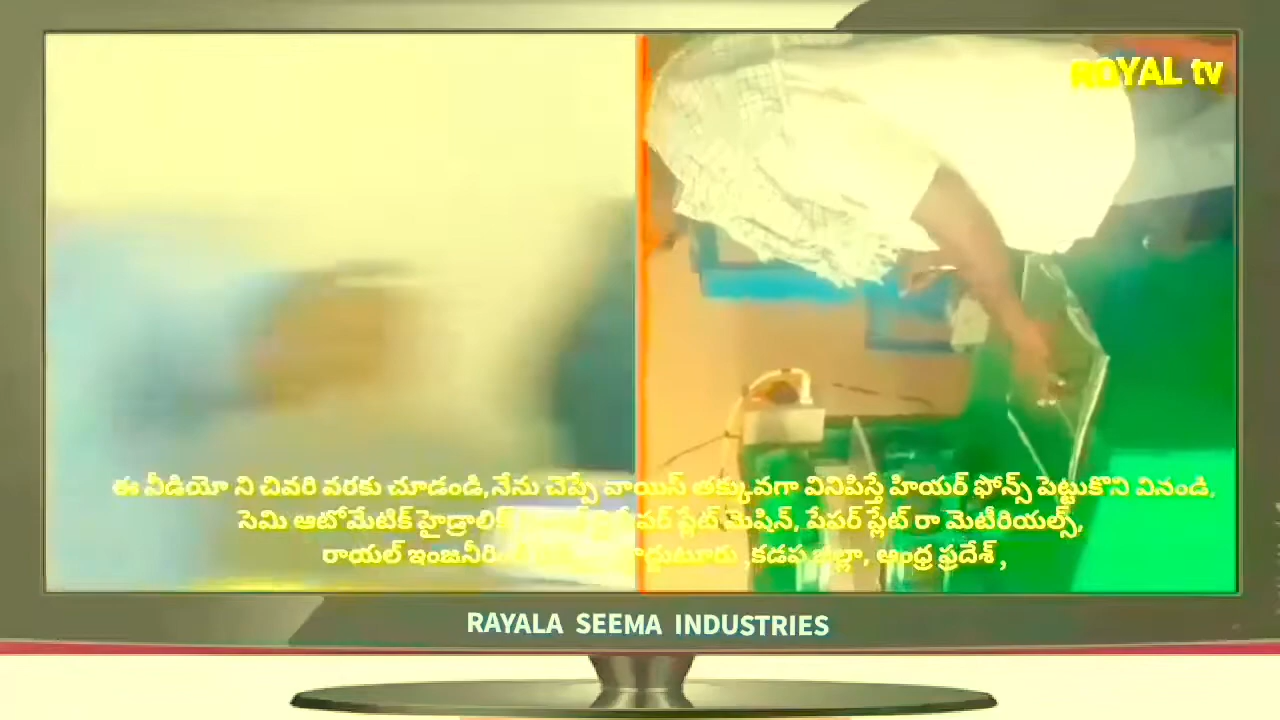 ROYAL tv
ఈ వీడియో ని చివరి వరకు చూడండి,నేను చెప్పే వాయిస్ తక్కువగా వినిపిస్తే హియర్ ఫోన్స్ పెట్టుకొని వినండి.
సెమి ఆటోమేటిక్ హైడ్రాలిక్ పేపర్ ప్లేట్ మెషిన్, పేపర్ ప్లేట్ రా మెటీరియల్స్,
రాయల్ ఇంజనీరింగ్ ప్రొద్దుటూరు ,కడప జిల్లా, ఆంధ్ర ప్రదేశ్ ,
RAYALA SEEMA INDUSTRIES